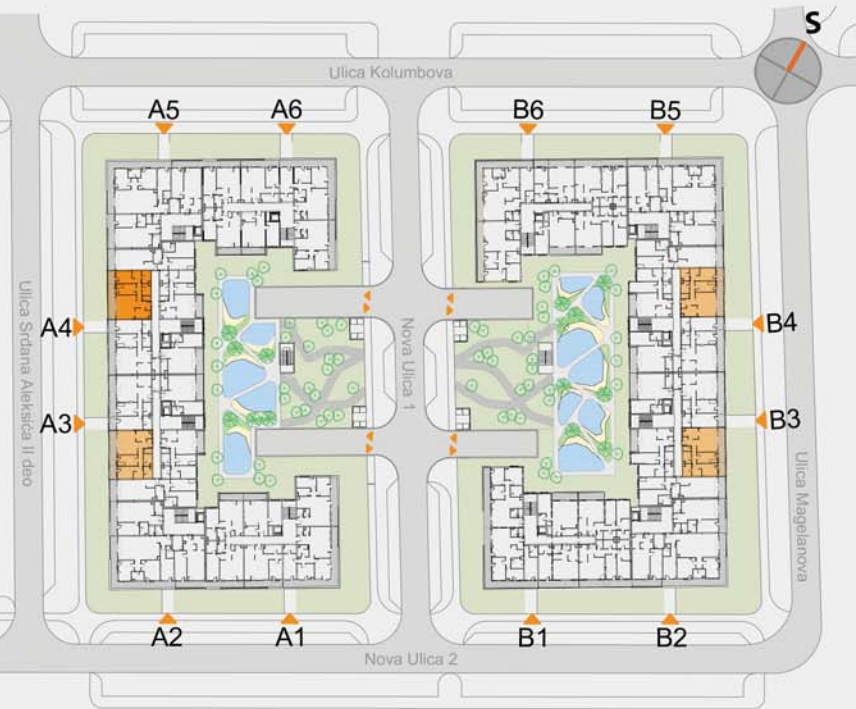 S
Ulica Kolumbova
A5
A6
B6
B5
Ulica Srđana Aleksića II deo
A4
Nova Ulica 1
B4
A3
B3
Ulica Magelanova
A2
A1
B1
B2
Nova Ulica 2